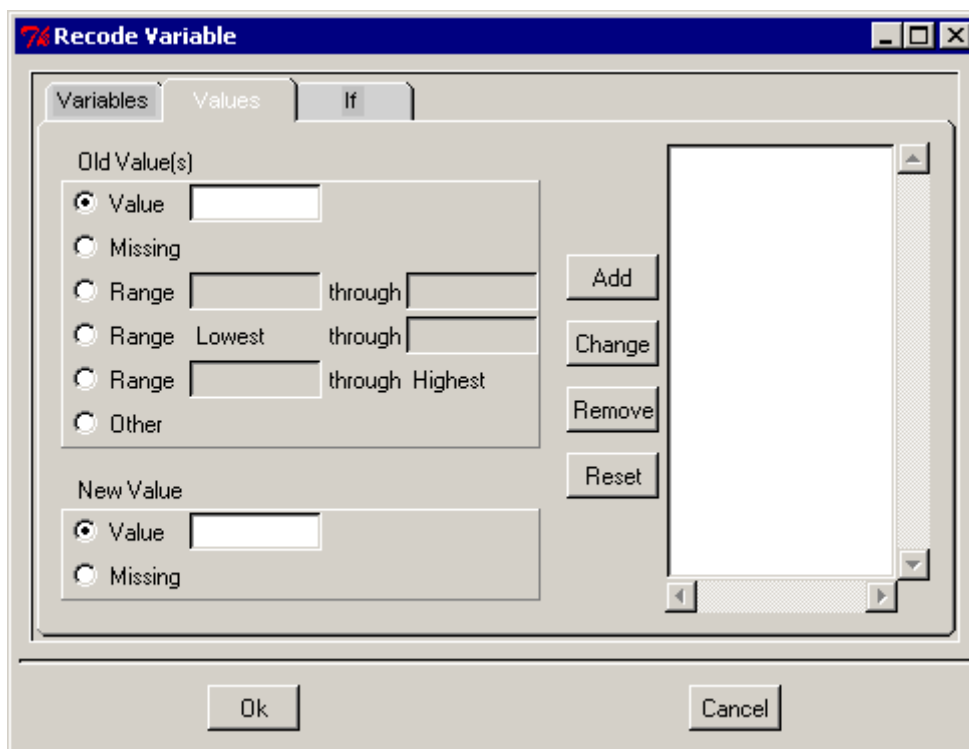 Recode Variable
Variables Values If
Old Value(s)
Value
Missing
Range through
Range Lowest through
Range through Highest
Other
New Value
Value
Missing
Add
Change
Remove
Reset
Ok Cancel